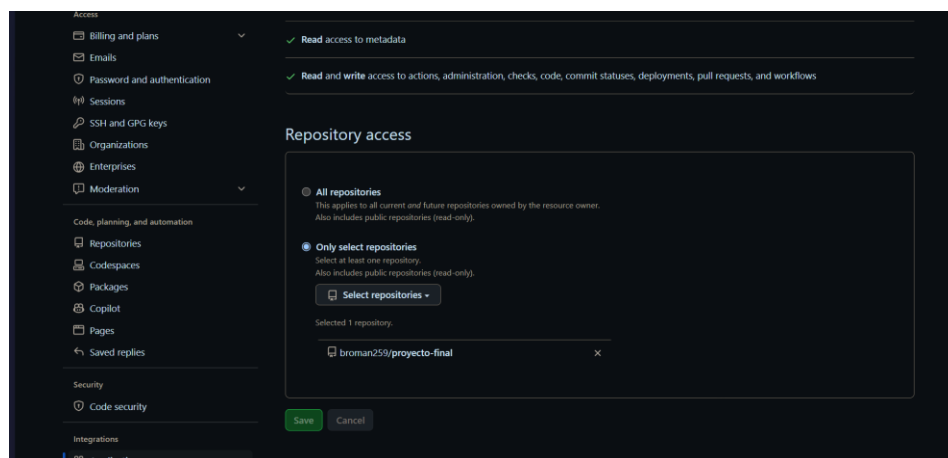 Access
Billing and plans
Emails
Password and authentication
Sessions
SSH and GPG keys
Organizations
Enterprises
Moderation
Code, planning, and automation
Repositories
Codespaces
Packages
Copilot
Pages
Saved replies
Security
Code security
Integrations
Read access to metadata
Read and write access to actions, administration, checks, code, commit statuses, deployments, pull requests, and workflows
Repository access
All repositories
This applies to all current and future repositories owned by the resource owner.
Also includes public repositories (read-only).
Only select repositories
Select at least one repository.
Also includes public repositories (read-only).
Select repositories
Selected 1 repository.
broman259/proyecto-final
Save
Cancel